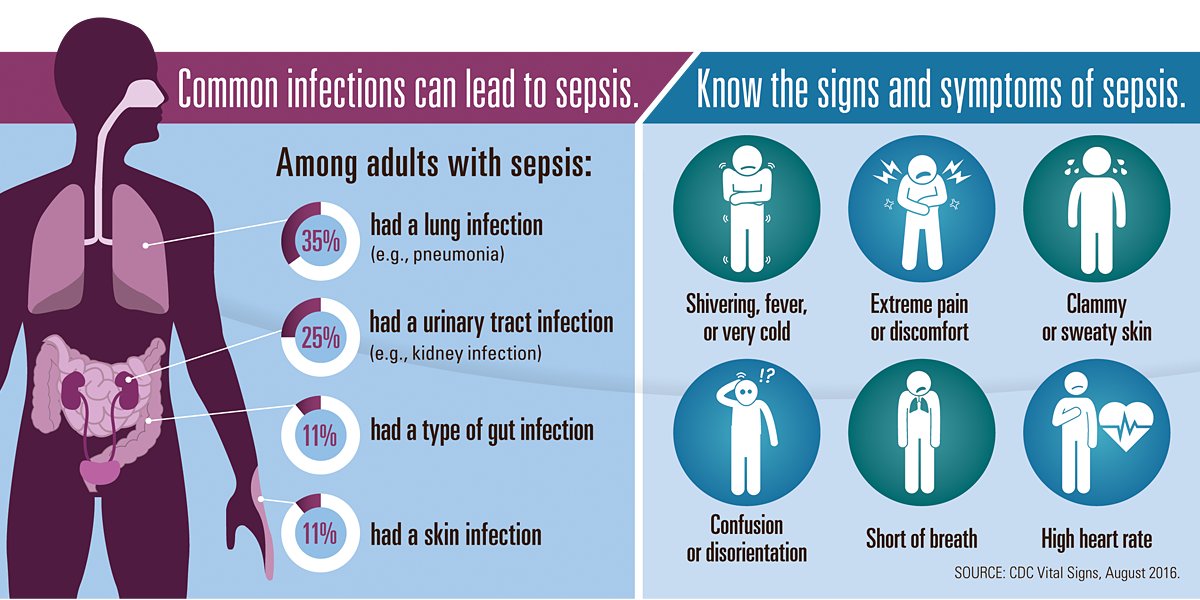 Common infections can lead to sepsis.
Among adults with sepsis:
35%
had a lung infection
(e.g., pneumonia)
25%
had a urinary tract infection
(e.g., kidney infection)
11%
had a type of gut infection
11%
had a skin infection
Know the signs and symptoms of sepsis.
Shivering, fever,
or very cold
Extreme pain
or discomfort
Clammy
or sweaty skin
!?
Confusion
or disorientation
Short of breath
High heart rate
SOURCE: CDC Vital Signs, August 2016.